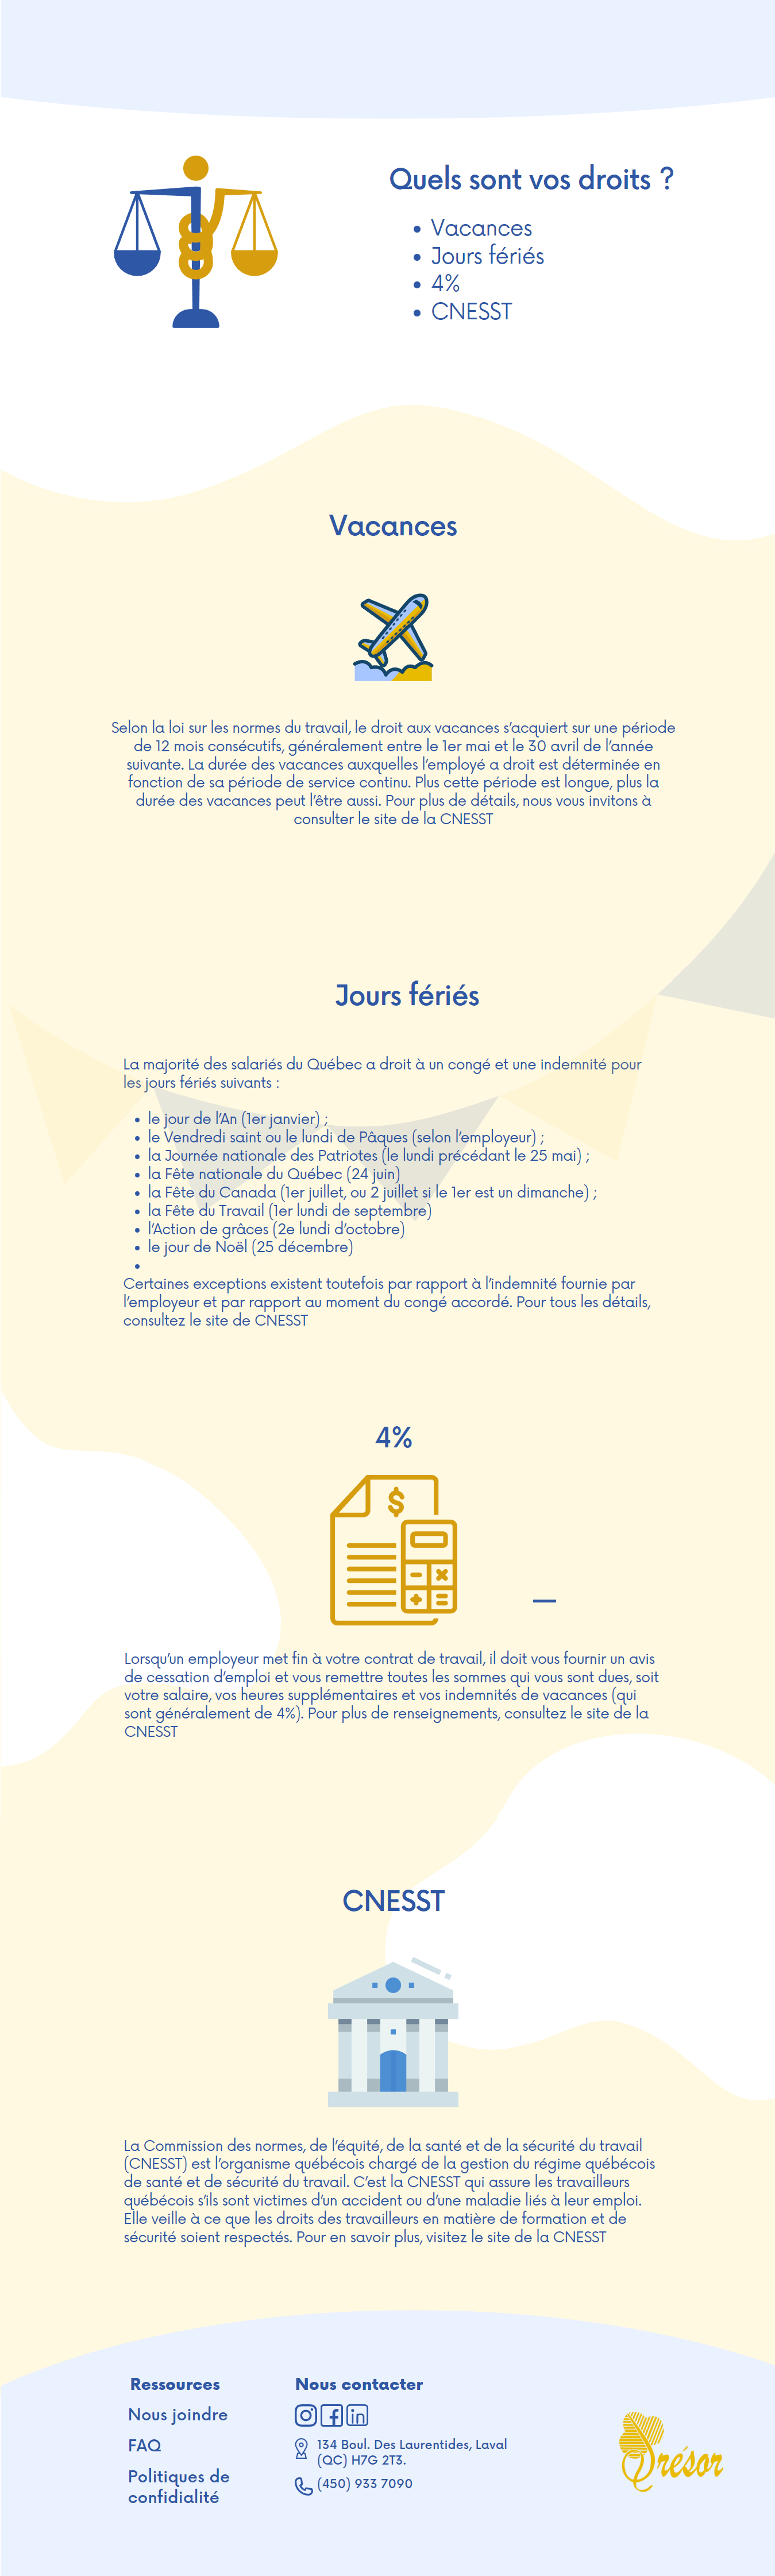 Quels sont vos droits ?
• Vacances
• Jours fériés
• 4%
• CNESST
Vacances
Selon la loi sur les normes du travail, le droit aux vacances s’acquiert sur une période
de 12 mois consécutifs, généralement entre le 1er mai et le 30 avril de l’année
suivante. La durée des vacances auxquelles l’employé a droit est déterminée en
fonction de sa période de service continu. Plus cette période est longue, plus la
durée des vacances peut l’être aussi. Pour plus de détails, nous vous invitons à
consulter le site de la CNESST
Jours fériés
La majorité des salariés du Québec a droit à un congé et une indemnité pour
les jours fériés suivants :
• le jour de l’An (1er janvier) ;
• le Vendredi saint ou le lundi de Pâques (selon l’employeur) ;
• la Journée nationale des Patriotes (le lundi précédant le 25 mai) ;
• la Fête nationale du Québec (24 juin)
• la Fête du Canada (1er juillet, ou 2 juillet si le 1er est un dimanche) ;
• la Fête du Travail (1er lundi de septembre)
• l’Action de grâces (2e lundi d’octobre)
• le jour de Noël (25 décembre)
•
Certaines exceptions existent toutefois par rapport à l’indemnité fournie par
l’employeur et par rapport au moment du congé accordé. Pour tous les détails,
consultez le site de CNESST
4%
$
Lorsqu’un employeur met fin à votre contrat de travail, il doit vous fournir un avis
de cessation d’emploi et vous remettre toutes les sommes qui vous sont dues, soit
votre salaire, vos heures supplémentaires et vos indemnités de vacances (qui
sont généralement de 4%). Pour plus de renseignements, consultez le site de la
CNESST
CNESST
La Commission des normes, de l’équité, de la santé et de la sécurité du travail
(CNESST) est l’organisme québécois chargé de la gestion du régime québécois
de santé et de sécurité du travail. C’est la CNESST qui assure les travailleurs
québécois s’ils sont victimes d’un accident ou d’une maladie liés à leur emploi.
Elle veille à ce que les droits des travailleurs en matière de formation et de
sécurité soient respectés. Pour en savoir plus, visitez le site de la CNESST
Ressources
Nous joindre
FAQ
Politiques de
confidialité
Nous contacter
134 Boul. Des Laurentides, Laval
(QC) H7G 2T3.
(450) 933 7090
Trésor